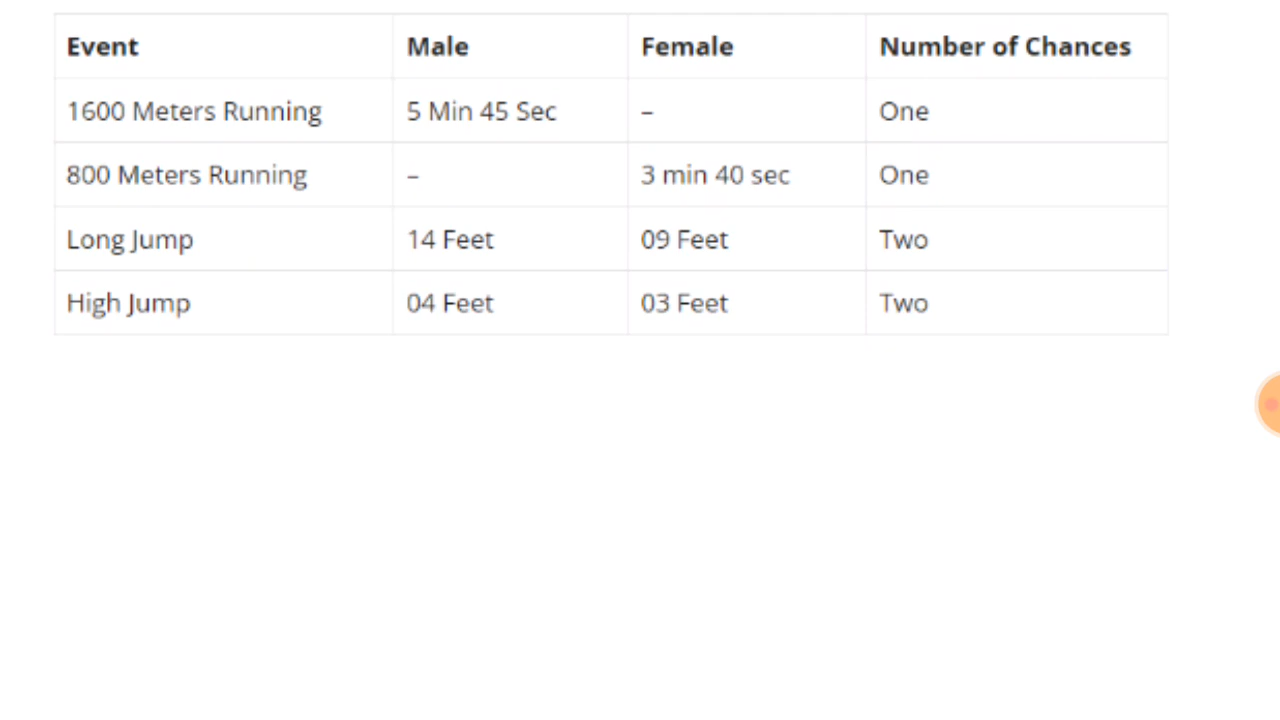 Event Male Female Number of Chances
1600 Meters Running 5 Min 45 Sec – One
800 Meters Running – 3 min 40 sec One
Long Jump 14 Feet 09 Feet Two
High Jump 04 Feet 03 Feet Two